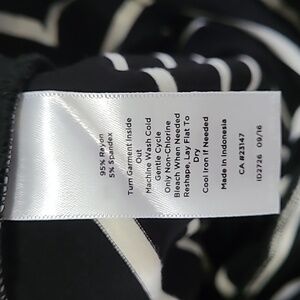 95% Rayon
5% Spandex
Turn Garment Inside
Out
Machine Wash Cold
Gentle Cycle
Only Non-Chlorine
Bleach When Needed
Reshape, Lay Flat To
Dry
Cool Iron If Needed
Made in Indonesia
CA #23147
ID2726 09/16